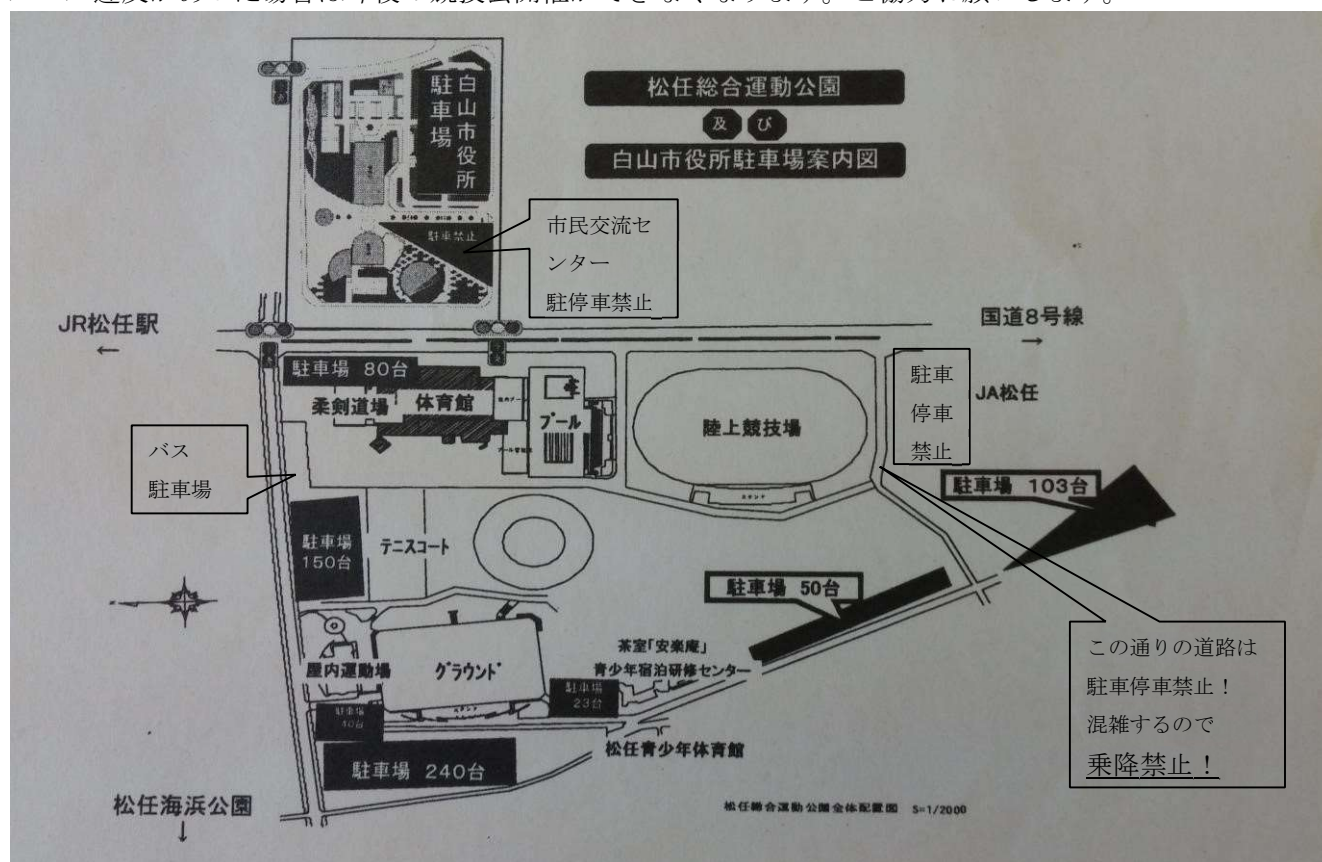 松任総合運動公園
及び
白山市役所駐車場案内図
白山市役所
駐車場
駐車禁止
市民交流セ
ンター
駐停車禁止
JR松任駅
←
国道8号線
→
駐車場 80台
柔剣道場
体育館
プール
陸上競技場
スタンド
駐車
停車
禁止
JA松任
バス
駐車場
駐車場 103台
駐車場
150台
テニスコート
駐車場 50台
この通りの道路は
駐車停車禁止！
混雑するので
乗降禁止！
屋内運動場
グラウンド
茶室「安楽庵」
青少年宿泊研修センター
駐車場
23台
駐車場
40台
駐車場 240台
松任青少年体育館
松任海浜公園
↓
松任総合運動公園全体配置図 S=1/2000